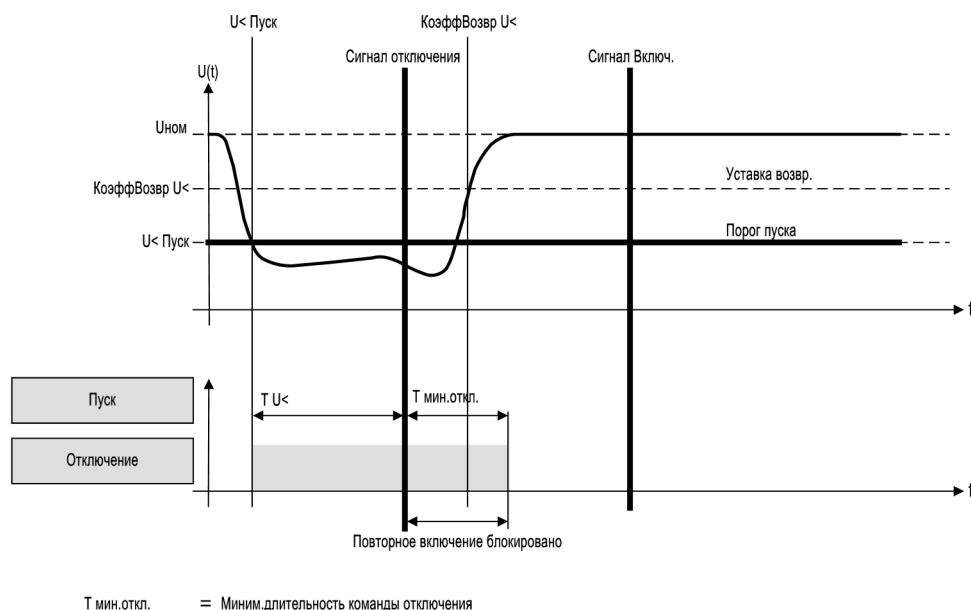 U< Пуск
КоэффВозвр U<
Сигнал отключения
Сигнал Включ.
U(t)
Uном
КоэффВозвр U<
Уставка возвр.
U< Пуск
Порог пуска
t
Пуск
T U<
T мин.откл.
Отключение
t
Повторное включение блокировано
T мин.откл. = Миним.длительность команды отключения